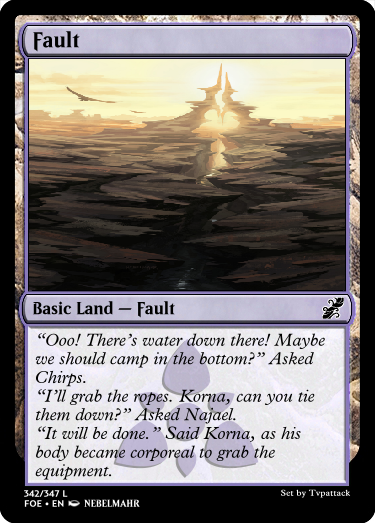 Fault
Basic Land — Fault
“Ooo! There's water down there! Maybe
we should camp in the bottom?” Asked
Chirps.
“I'll grab the ropes. Korna, can you tie
them down?” Asked Najael.
“It will be done.” Said Korna, as his
body became corporeal to grab the
equipment.
342/347 L
FOE • EN NEBELMAHR
Set by Tvpattack